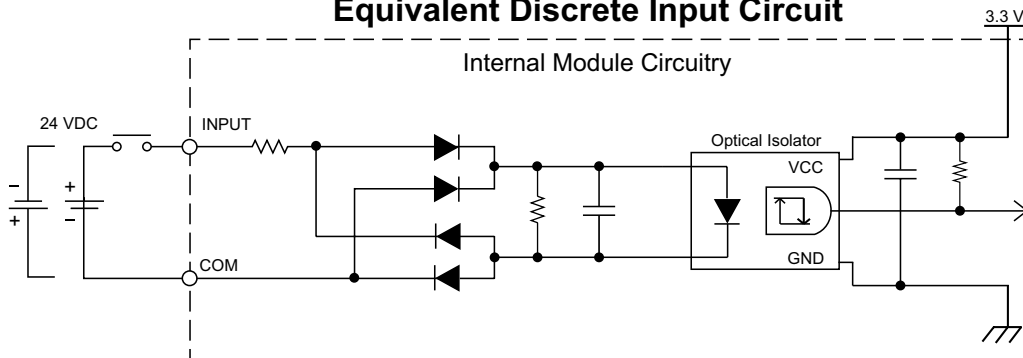 Equivalent Discrete Input Circuit
3.3 V
Internal Module Circuitry
24 VDC
INPUT
Optical Isolator
VCC
- +
+ -
COM
GND